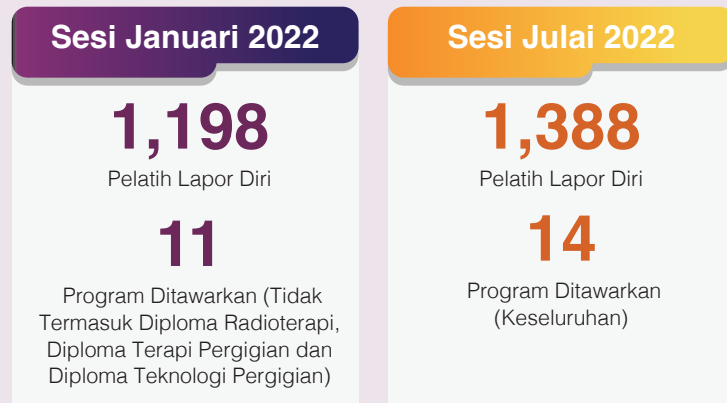 Sesi Januari 2022
1,198
Pelatih Lapor Diri
11
Program Ditawarkan (Tidak
Termasuk Diploma Radioterapi,
Diploma Terapi Pergigian dan
Diploma Teknologi Pergigian)
Sesi Julai 2022
1,388
Pelatih Lapor Diri
14
Program Ditawarkan
(Keseluruhan)